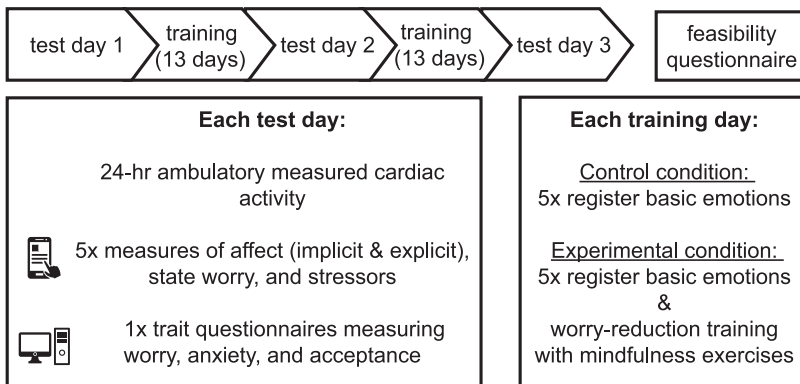 test day 1
training
(13 days)
test day 2
training
(13 days)
test day 3
feasibility
questionnaire
Each test day:
24-hr ambulatory measured cardiac
activity
5x measures of affect (implicit & explicit),
state worry, and stressors
1x trait questionnaires measuring
worry, anxiety, and acceptance
Each training day:
Control condition:
5x register basic emotions
Experimental condition:
5x register basic emotions
&
worry-reduction training
with mindfulness exercises